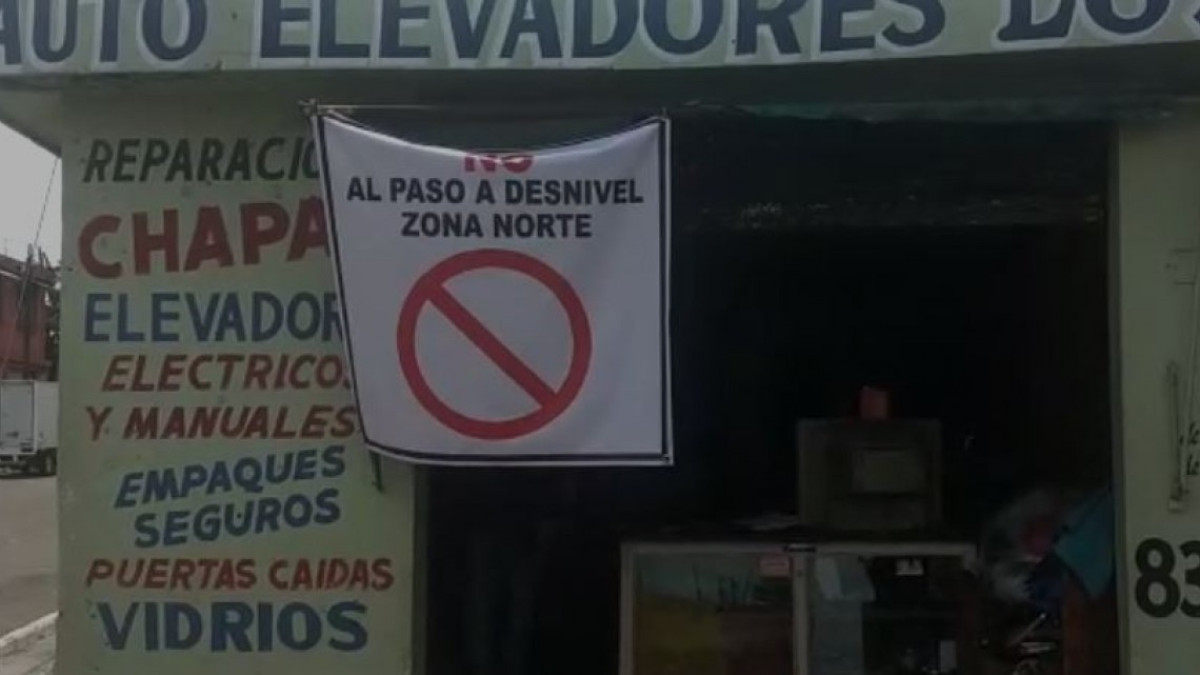 AUTO ELEVADORES LOS
REPARACIO
CHAPA
ELEVADOR
ELECTRICOS
Y MANUALES
EMPAQUES
SEGUROS
PUERTAS CAIDAS
VIDRIOS
NO
AL PASO A DESNIVEL
ZONA NORTE
83